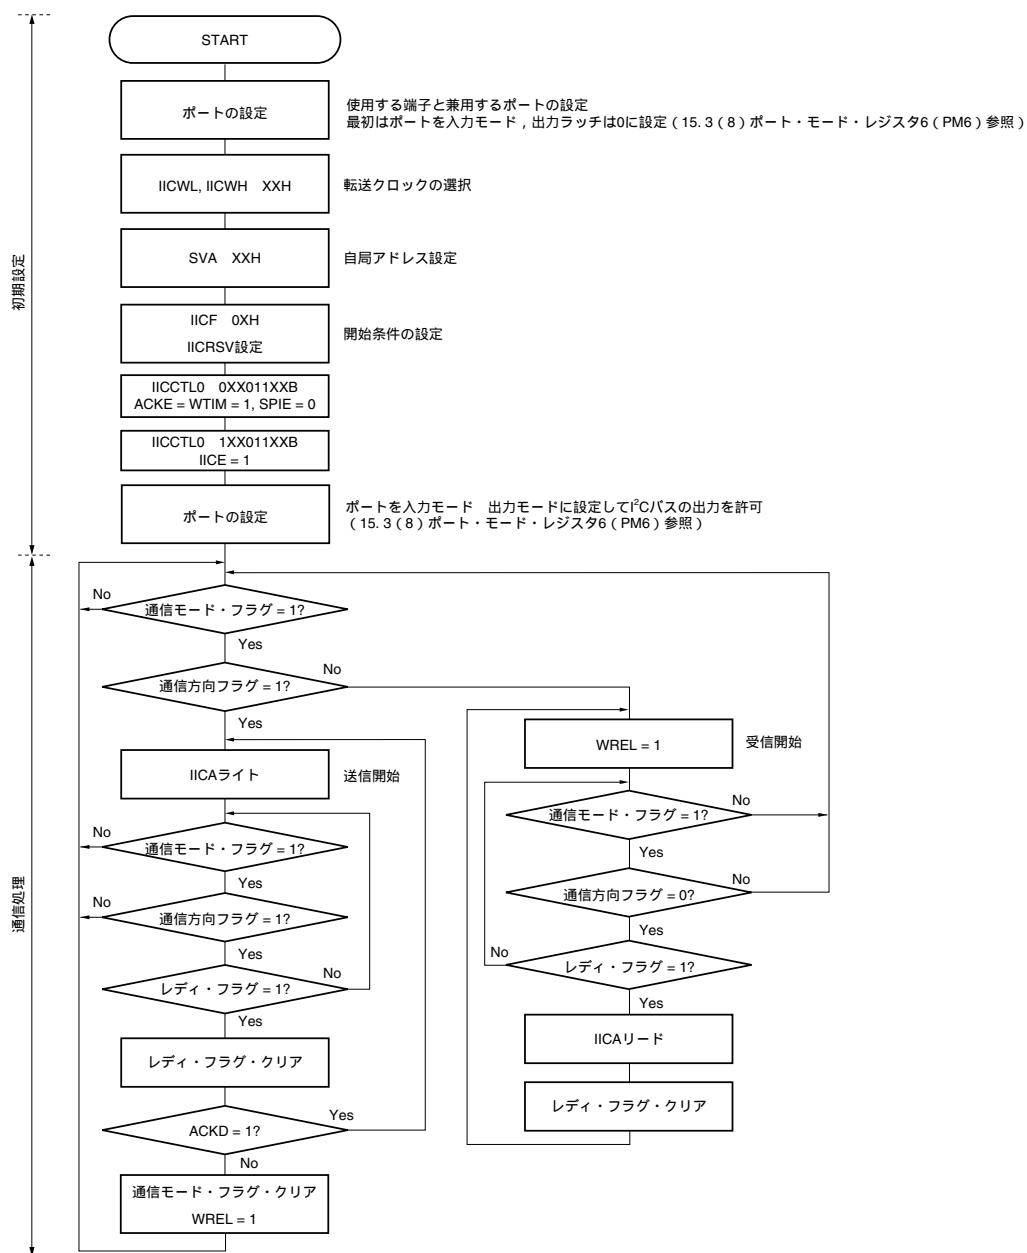 START
ポートの設定
使用する端子と兼用するポートの設定
最初はポートを入力モード，出力ラッチは0に設定（15. 3（8）ポート・モード・レジスタ6（PM6）参照）
IICWL, IICWH　XXH
転送クロックの選択
SVA　XXH
自局アドレス設定
初期設定
IICF　0XH
IICRSV設定
開始条件の設定
IICCTL0　0XX011XXB
ACKE = WTIM = 1, SPIE = 0
IICCTL0　1XX011XXB
IICE = 1
ポートの設定
ポートを入力モード　出力モードに設定してI²Cバスの出力を許可
（15. 3（8）ポート・モード・レジスタ6（PM6）参照）
No
通信モード・フラグ = 1?
Yes
No
通信方向フラグ = 1?
Yes
IICAライト
送信開始
No
通信モード・フラグ = 1?
Yes
No
通信方向フラグ = 1?
Yes
No
レディ・フラグ = 1?
Yes
レディ・フラグ・クリア
Yes
ACKD = 1?
No
通信モード・フラグ・クリア
WREL = 1
通信処理
WREL = 1
受信開始
No
通信モード・フラグ = 1?
Yes
No
通信方向フラグ = 0?
Yes
No
レディ・フラグ = 1?
Yes
IICAリード
レディ・フラグ・クリア